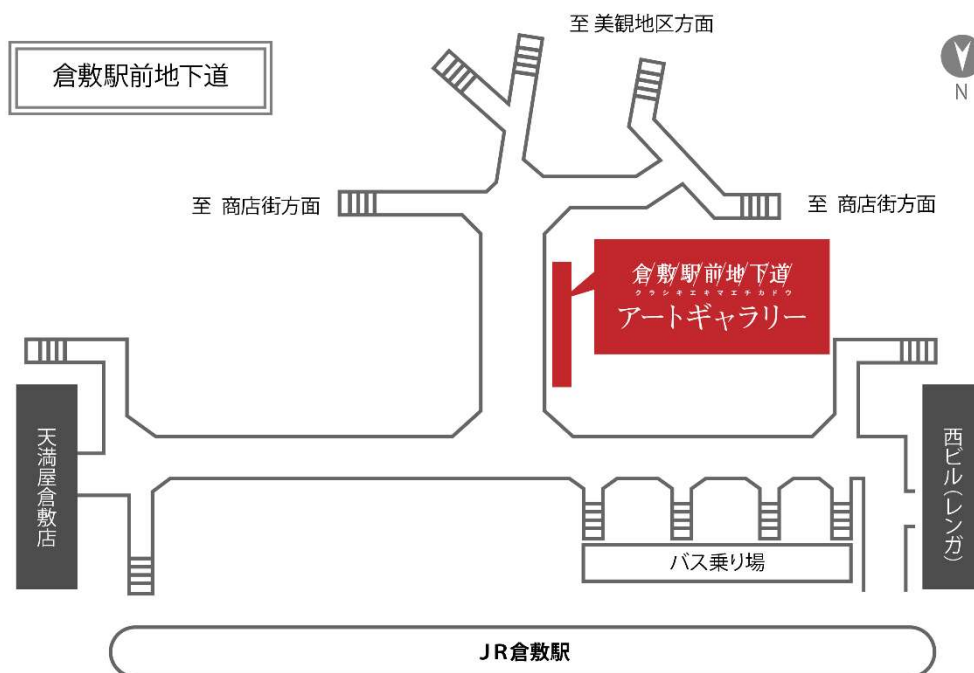 至 美観地区方面
倉敷駅前地下道
N
至 商店街方面
至 商店街方面
倉敷駅前地下道
クラシキエキマエチカドウ
アートギャラリー
天満屋倉敷店
西ビル(レンガ)
バス乗り場
JR倉敷駅